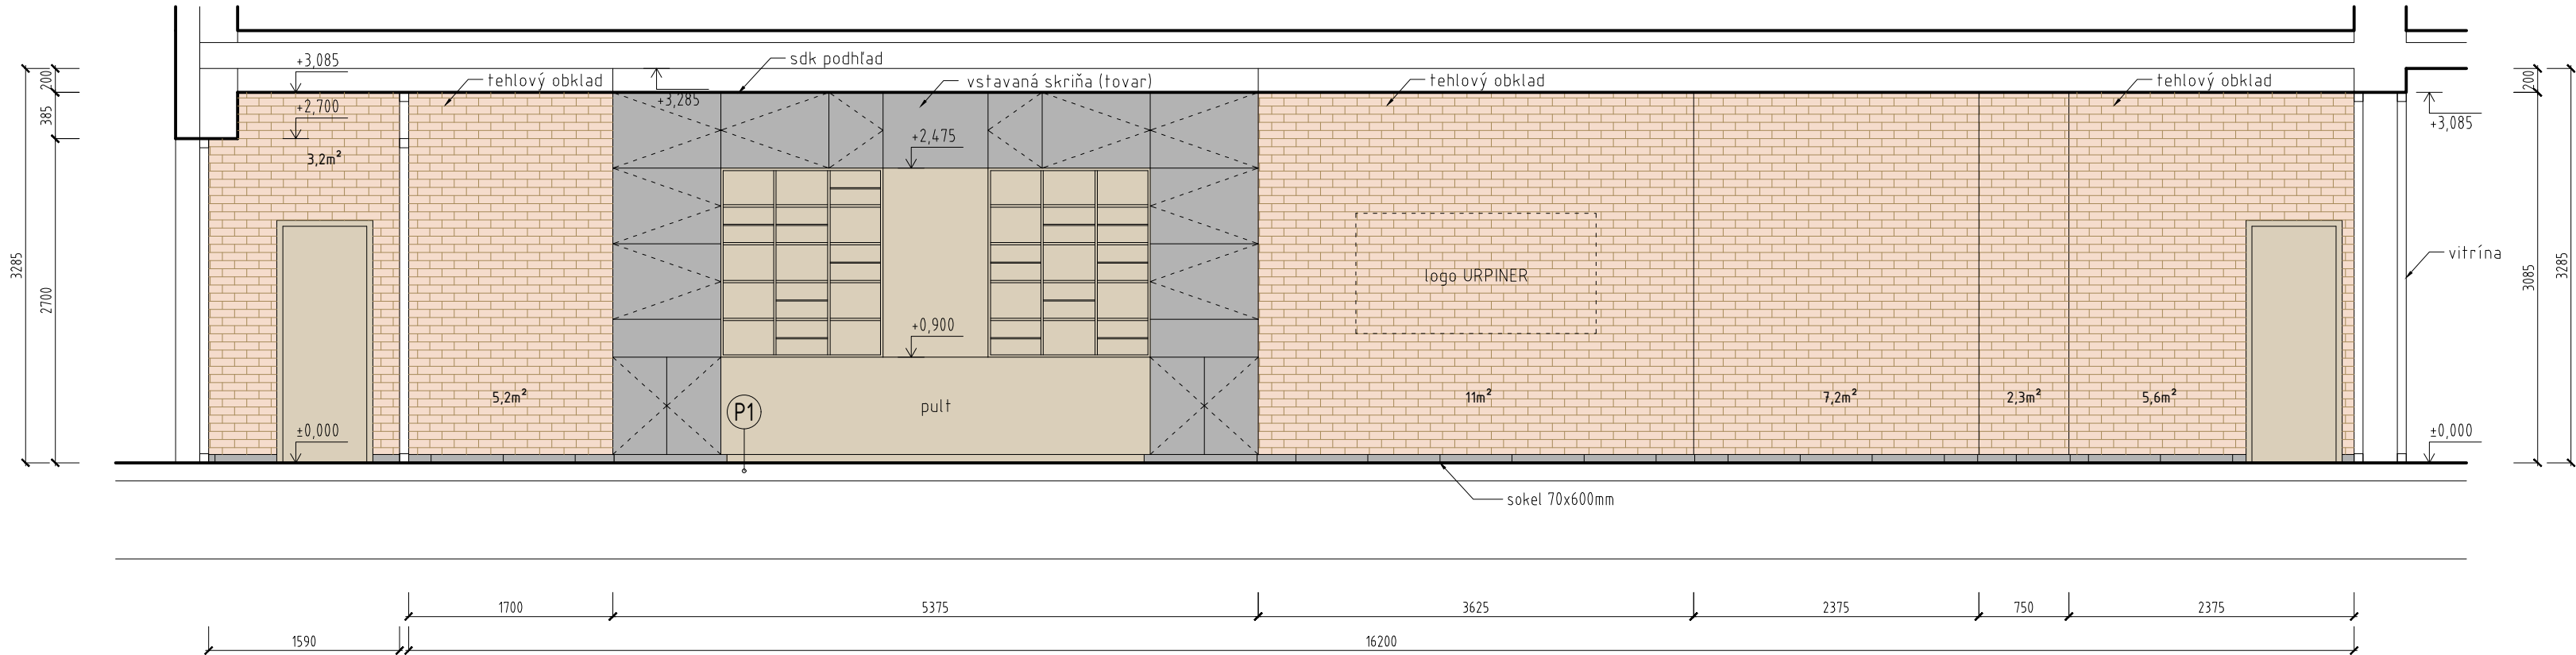 sdk podhľad
+3,085
200
tehlový obklad
vstavaná skriňa (tovar)
tehlový obklad
tehlový obklad
200
+3,285
385
+2,700
+3,085
+2,475
3,2m²
vitrína
3285
2700
logo URPINER
3085
3285
+0,900
5,2m²
pult
11m²
7,2m²
2,3m²
5,6m²
P1
±0,000
±0,000
sokel 70x600mm
1700
5375
3625
2375
750
2375
1590
16200